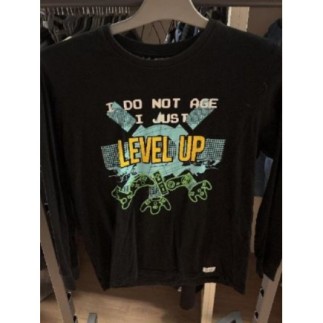 I DO NOT AGE
I JUST
LEVEL UP